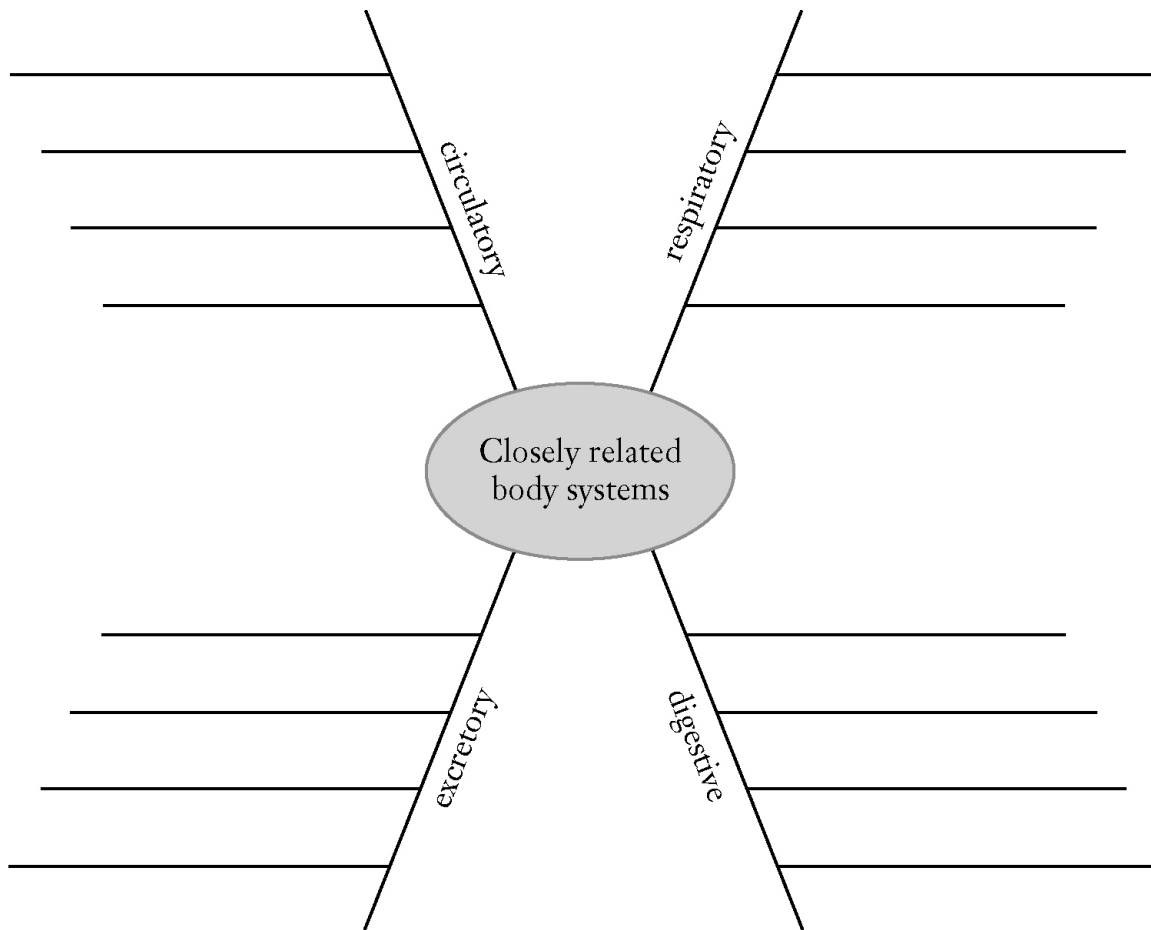 circulatory
respiratory
Closely related
body systems
excretory
digestive